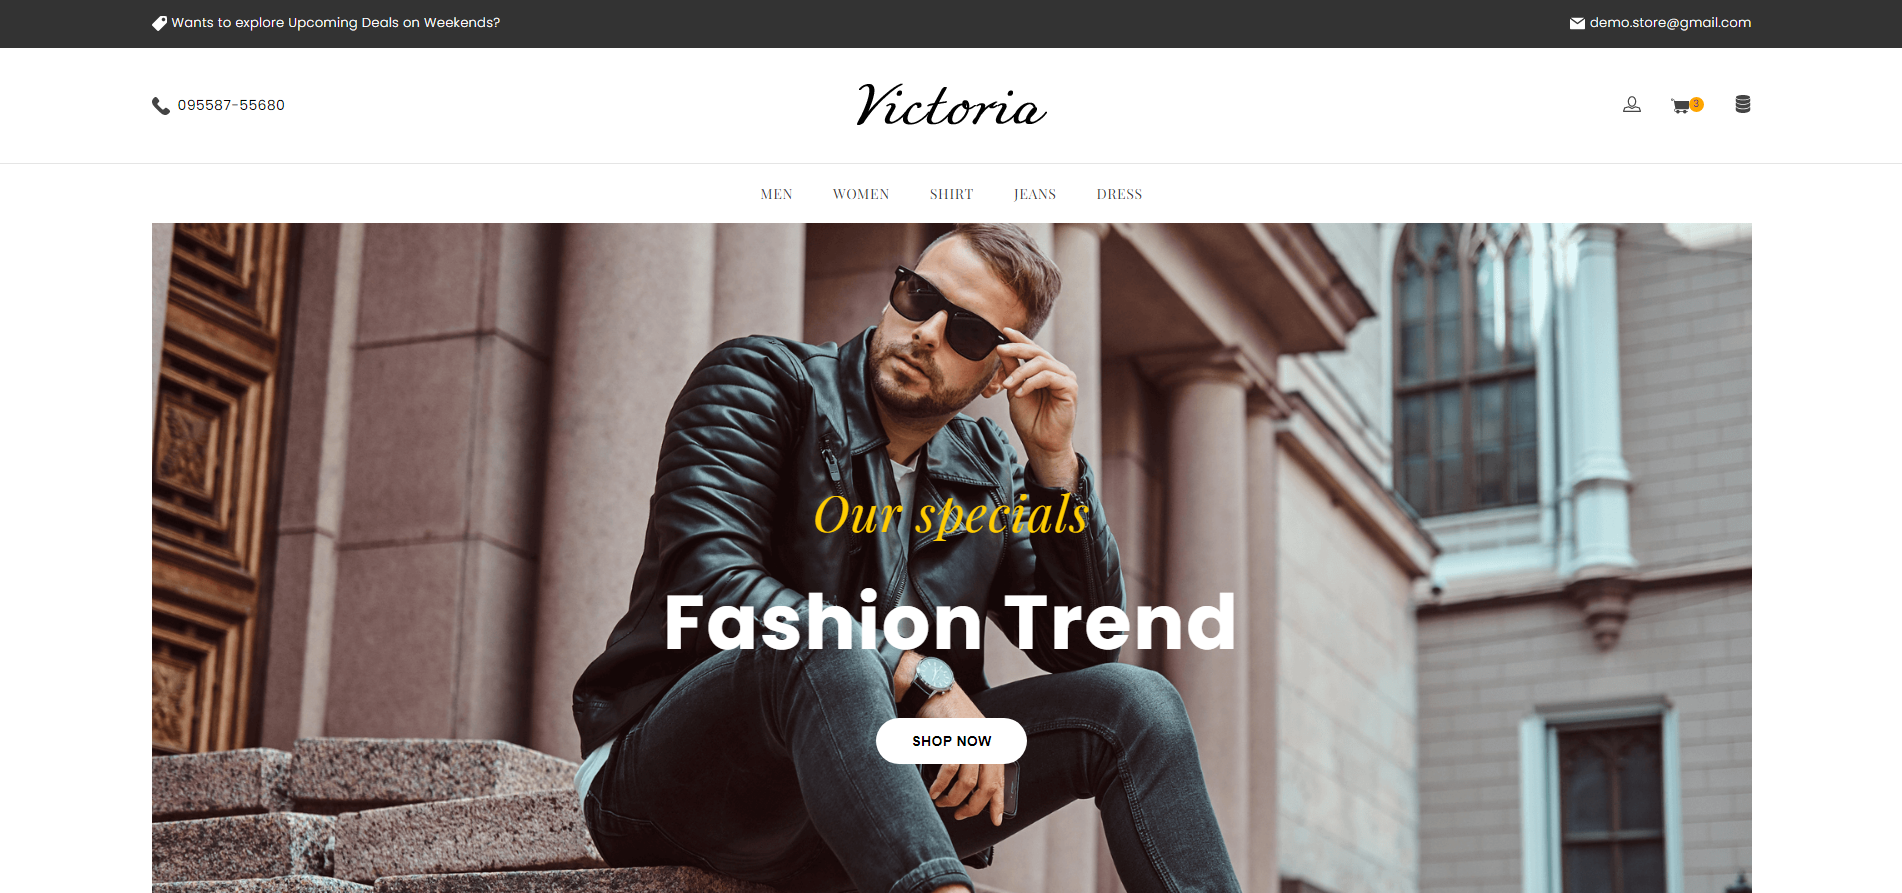 Wants to explore Upcoming Deals on Weekends?
demo.store@gmail.com
095587-55680
Victoria
3
MEN
WOMEN
SHIRT
JEANS
DRESS
Our specials
Fashion Trend
SHOP NOW